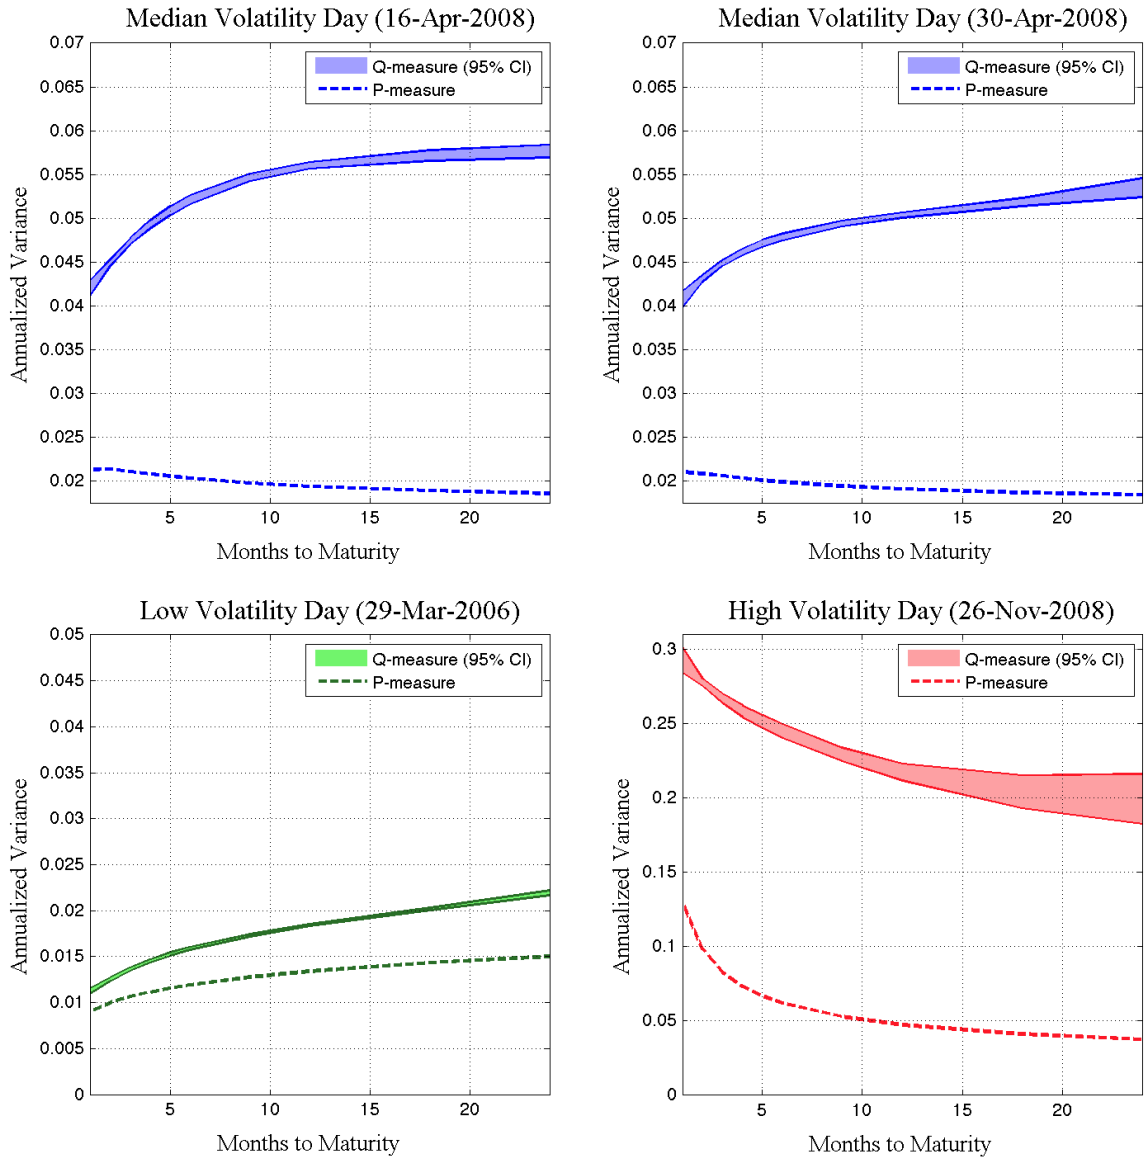 Median Volatility Day (16-Apr-2008)
0.07
0.065
0.06
0.055
0.05
0.045
0.04
0.035
0.03
0.025
0.02
Annualized Variance
Q-measure (95% CI)
P-measure
5 10 15 20
Months to Maturity
Median Volatility Day (30-Apr-2008)
0.07
0.065
0.06
0.055
0.05
0.045
0.04
0.035
0.03
0.025
0.02
Annualized Variance
Q-measure (95% CI)
P-measure
5 10 15 20
Months to Maturity
Low Volatility Day (29-Mar-2006)
0.05
0.045
0.04
0.035
0.03
0.025
0.02
0.015
0.01
0.005
0
Annualized Variance
Q-measure (95% CI)
P-measure
5 10 15 20
Months to Maturity
High Volatility Day (26-Nov-2008)
0.3
0.25
0.2
0.15
0.1
0.05
0
Annualized Variance
Q-measure (95% CI)
P-measure
5 10 15 20
Months to Maturity